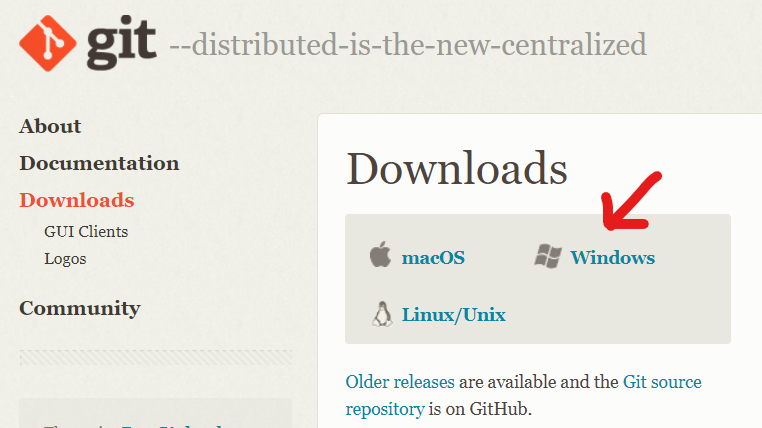 git --distributed-is-the-new-centralized
About
Documentation
Downloads
GUI Clients
Logos
Community
Downloads
macOS
Windows
Linux/Unix
Older releases are available and the Git source
repository is on GitHub.